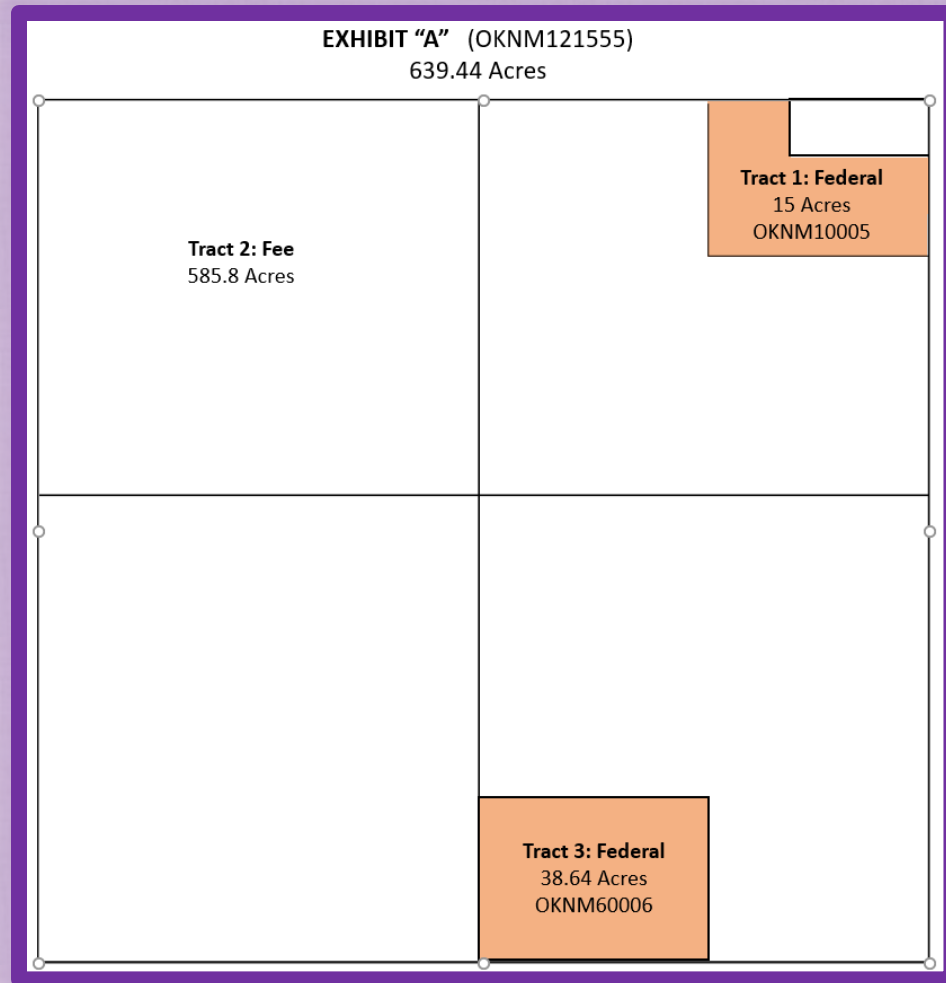 EXHIBIT “A” (OKNM121555)
639.44 Acres
Tract 1: Federal
15 Acres
OKNM10005
Tract 2: Fee
585.8 Acres
Tract 3: Federal
38.64 Acres
OKNM60006